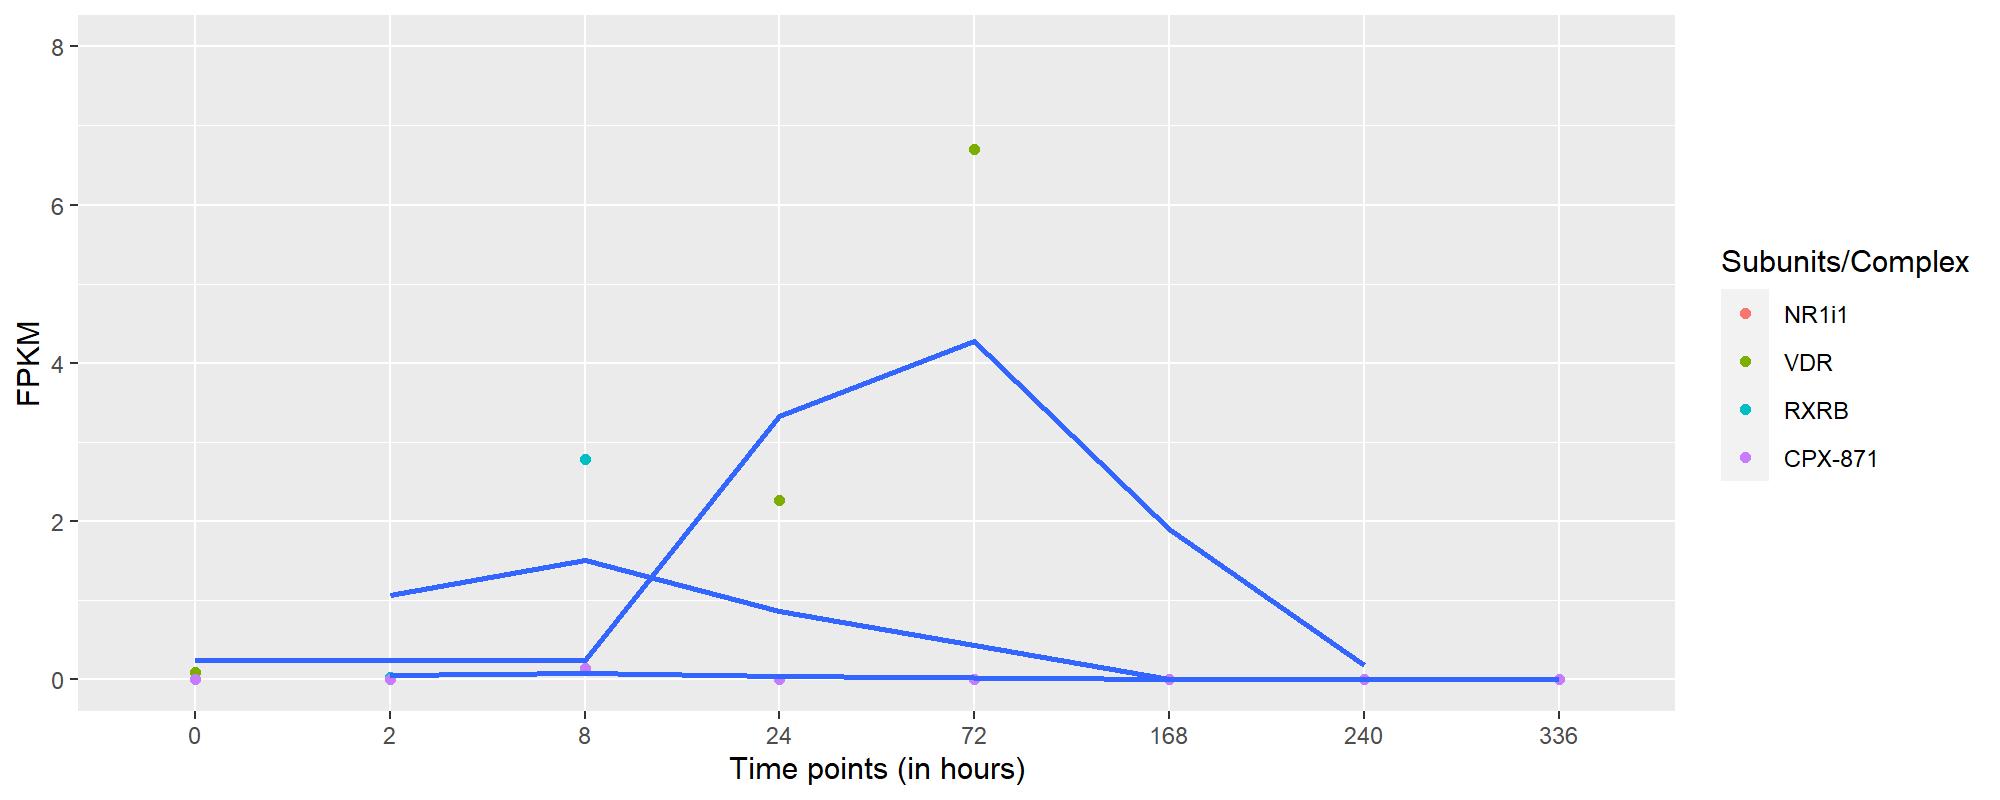 8
6
4
2
0
FPKM
0 2 8 24 72 168 240 336
Time points (in hours)
Subunits/Complex
NR1i1
VDR
RXRB
CPX-871